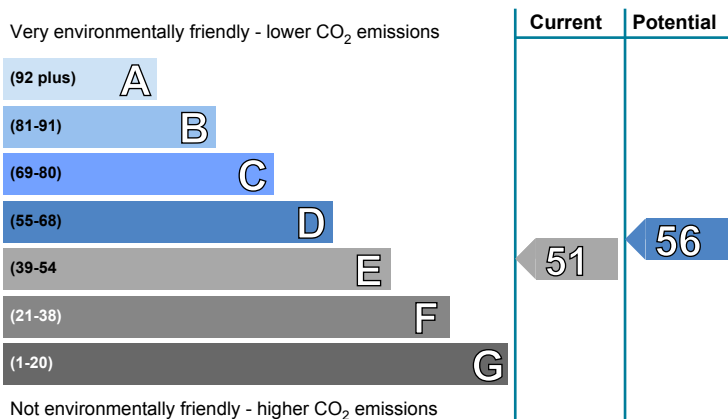 Current Potential
Very environmentally friendly - lower CO2 emissions
(92 plus) A
(81-91) B
(69-80) C
(55-68) D
(39-54 E
(21-38) F
(1-20) G
51
56
Not environmentally friendly - higher CO2 emissions